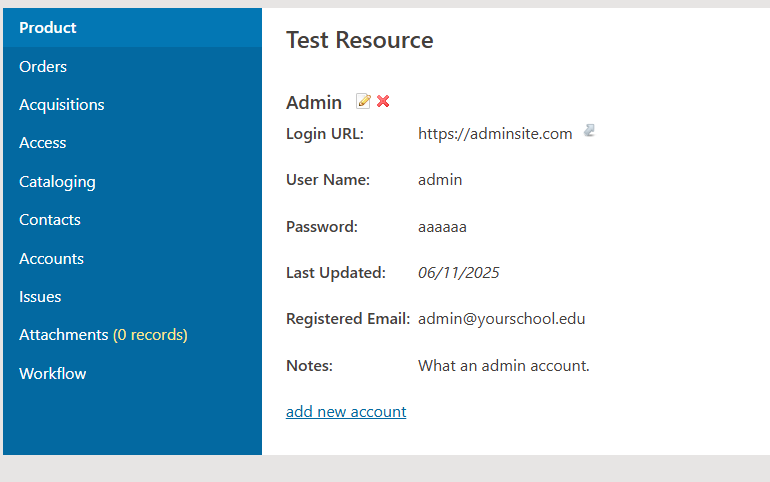 Product
Orders
Acquisitions
Access
Cataloging
Contacts
Accounts
Issues
Attachments (0 records)
Workflow
Test Resource
Admin
Login URL: https://adminsite.com
User Name: admin
Password: aaaaaa
Last Updated: 06/11/2025
Registered Email: admin@yourschool.edu
Notes: What an admin account.
add new account